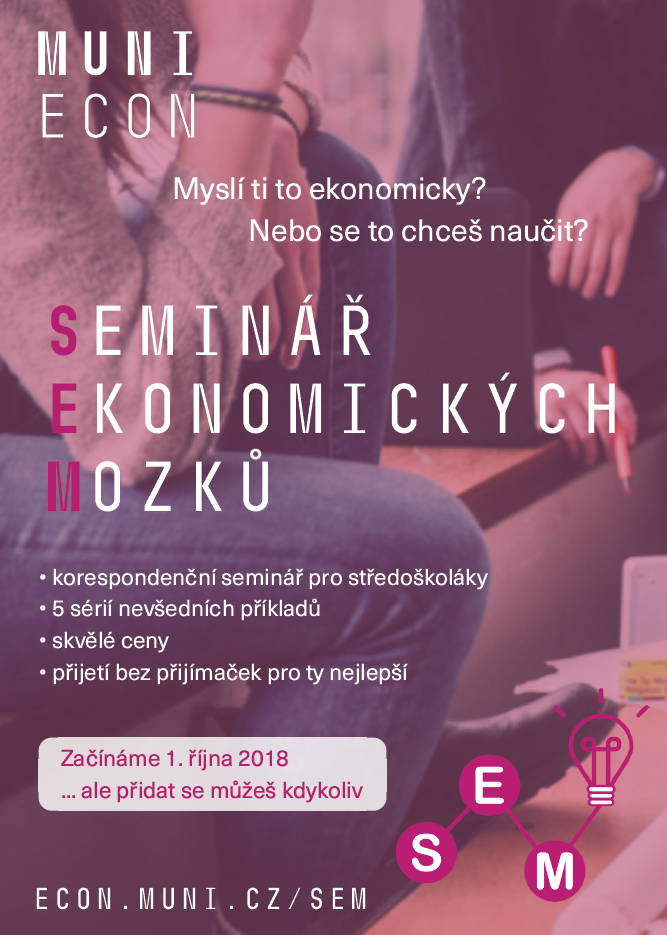 MUNI
ECON
Myslí ti to ekonomicky?
Nebo se to chceš naučit?
SEMINÁŘ
EKONOMICKÝCH
MOZKŮ
• korespondenční seminář pro středoškoláky
• 5 sérií nevšedních příkladů
• skvělé ceny
• přijetí bez přijímaček pro ty nejlepší
Začínáme 1. října 2018
... ale přidat se můžeš kdykoliv
S E M
ECON.MUNI.CZ/SEM